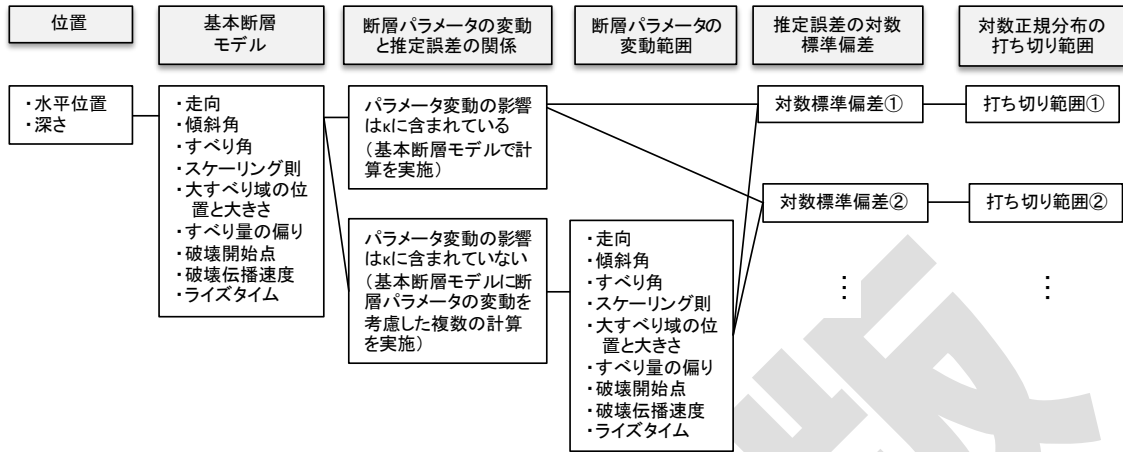 位置
基本断層
モデル
断層パラメータの変動
と推定誤差の関係
断層パラメータの
変動範囲
推定誤差の対数
標準偏差
対数正規分布の
打ち切り範囲
・水平位置
・深さ
・走向
・傾斜角
・すべり角
・スケーリング則
・大すべり域の位
置と大きさ
・すべり量の偏り
・破壊開始点
・破壊伝播速度
・ライズタイム
パラメータ変動の影響
はκに含まれている
（基本断層モデルで計
算を実施）
パラメータ変動の影響
はκに含まれていない
（基本断層モデルに断
層パラメータの変動を
考慮した複数の計算
を実施）
・走向
・傾斜角
・すべり角
・スケーリング則
・大すべり域の位
置と大きさ
・すべり量の偏り
・破壊開始点
・破壊伝播速度
・ライズタイム
対数標準偏差①
対数標準偏差②
⋮
打ち切り範囲①
打ち切り範囲②
⋮
版